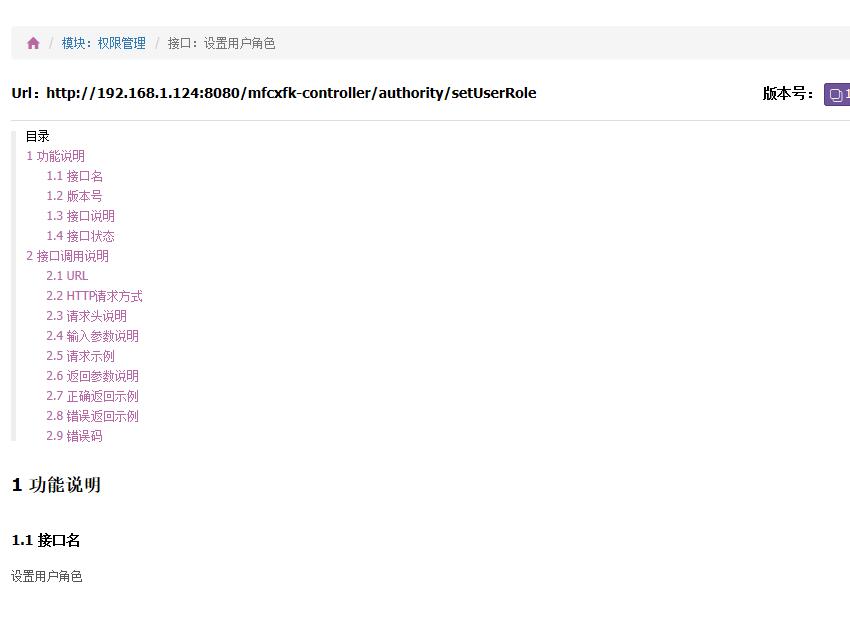 / 模块：权限管理 / 接口：设置用户角色
Url：http://192.168.1.124:8080/mfcxfk-controller/authority/setUserRole 版本号： 1
目录
1 功能说明
1.1 接口名
1.2 版本号
1.3 接口说明
1.4 接口状态
2 接口调用说明
2.1 URL
2.2 HTTP请求方式
2.3 请求头说明
2.4 输入参数说明
2.5 请求示例
2.6 返回参数说明
2.7 正确返回示例
2.8 错误返回示例
2.9 错误码
1 功能说明
1.1 接口名
设置用户角色